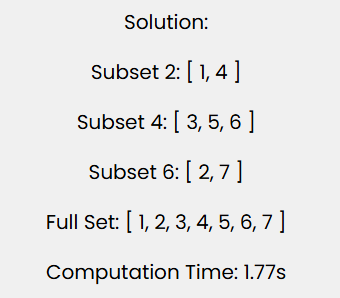 Solution:
Subset 2: [ 1, 4 ]
Subset 4: [ 3, 5, 6 ]
Subset 6: [ 2, 7 ]
Full Set: [ 1, 2, 3, 4, 5, 6, 7 ]
Computation Time: 1.77s